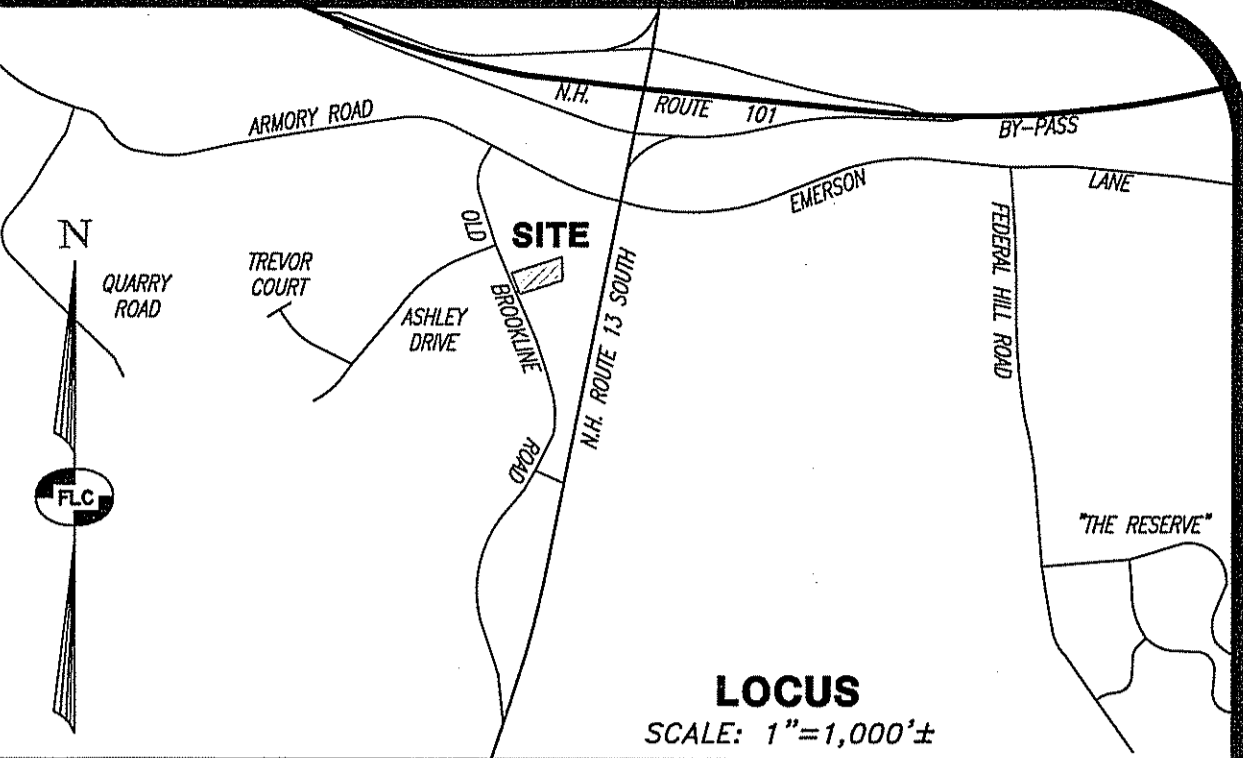 N.H. ROUTE 101 BY-PASS
ARMORY ROAD
EMERSON LANE
OLD BROOKLINE ROAD
SITE
N
QUARRY
ROAD
TREVOR
COURT
ASHLEY
DRIVE
N.H. ROUTE 13 SOUTH
FEDERAL HILL ROAD
FLC
"THE RESERVE"
LOCUS
SCALE: 1"=1,000'±